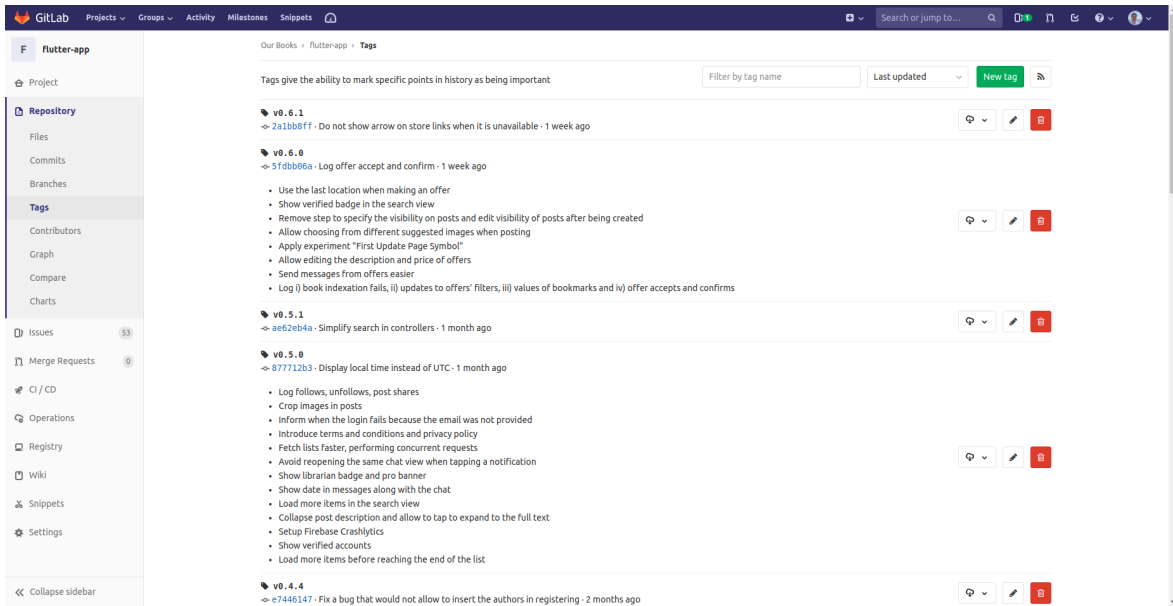 GitLab Projects Groups Activity Milestones Snippets Search or jump to... 1
F flutter-app
Project
Repository
Files
Commits
Branches
Tags
Contributors
Graph
Compare
Charts
Issues 53
Merge Requests 0
CI / CD
Operations
Registry
Wiki
Snippets
Settings
Collapse sidebar
Our Books › flutter-app › Tags
Tags give the ability to mark specific points in history as being important Filter by tag name Last updated New tag
v0.6.1
2a1bb8ff · Do not show arrow on store links when it is unavailable · 1 week ago
v0.6.0
5fdbb06a · Log offer accept and confirm · 1 week ago
• Use the last location when making an offer
• Show verified badge in the search view
• Remove step to specify the visibility on posts and edit visibility of posts after being created
• Allow choosing from different suggested images when posting
• Apply experiment "First Update Page Symbol"
• Allow editing the description and price of offers
• Send messages from offers easier
• Log i) book indexation fails, ii) updates to offers' filters, iii) values of bookmarks and iv) offer accepts and confirms
v0.5.1
ae62eb4a · Simplify search in controllers · 1 month ago
v0.5.0
877712b3 · Display local time instead of UTC · 1 month ago
• Log follows, unfollows, post shares
• Crop images in posts
• Inform when the login fails because the email was not provided
• Introduce terms and conditions and privacy policy
• Fetch lists faster, performing concurrent requests
• Avoid reopening the same chat view when tapping a notification
• Show librarian badge and pro banner
• Show date in messages along with the chat
• Load more items in the search view
• Collapse post description and allow to tap to expand to the full text
• Setup Firebase Crashlytics
• Show verified accounts
• Load more items before reaching the end of the list
v0.4.4
e7446147 · Fix a bug that would not allow to insert the authors in registering · 2 months ago